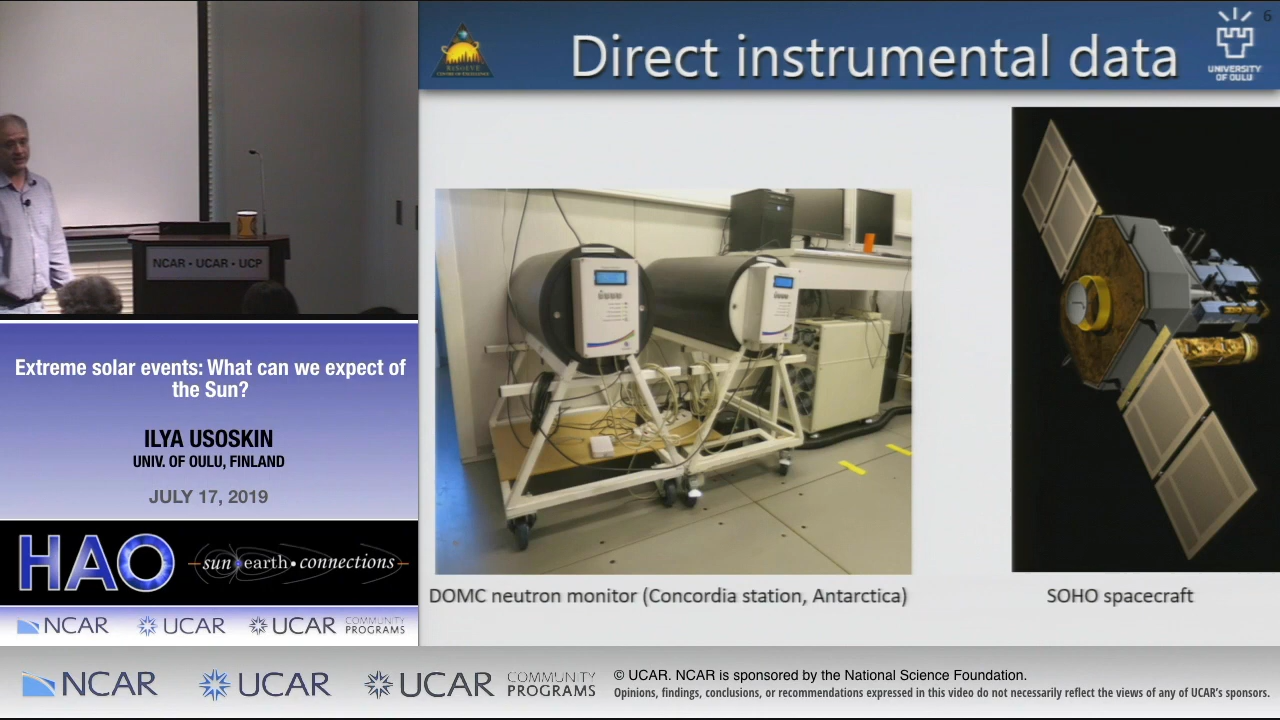 6
Direct instrumental data
UNIVERSITY
OF OULU
CENTRE OF EXCELLENCE
NCAR • UCAR • UCP
DOMC neutron monitor (Concordia station, Antarctica)
SOHO spacecraft
Extreme solar events: What can we expect of
the Sun?
ILYA USOSKIN
UNIV. OF OULU, FINLAND
JULY 17, 2019
HAO
sun earth • connections
NCAR UCAR UCAR COMMUNITY
PROGRAMS
NCAR UCAR UCAR COMMUNITY
PROGRAMS
© UCAR. NCAR is sponsored by the National Science Foundation.
Opinions, findings, conclusions, or recommendations expressed in this video do not necessarily reflect the views of any of UCAR's sponsors.